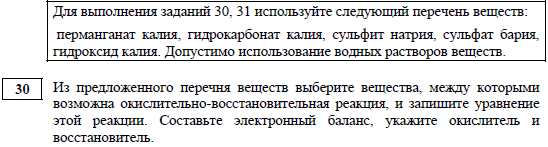 Для выполнения заданий 30, 31 используйте следующий перечень веществ:
перманганат калия, гидрокарбонат калия, сульфит натрия, сульфат бария,
гидроксид калия. Допустимо использование водных растворов веществ.
30
Из предложенного перечня веществ выберите вещества, между которыми
возможна окислительно-восстановительная реакция, и запишите уравнение
этой реакции. Составьте электронный баланс, укажите окислитель и
восстановитель.